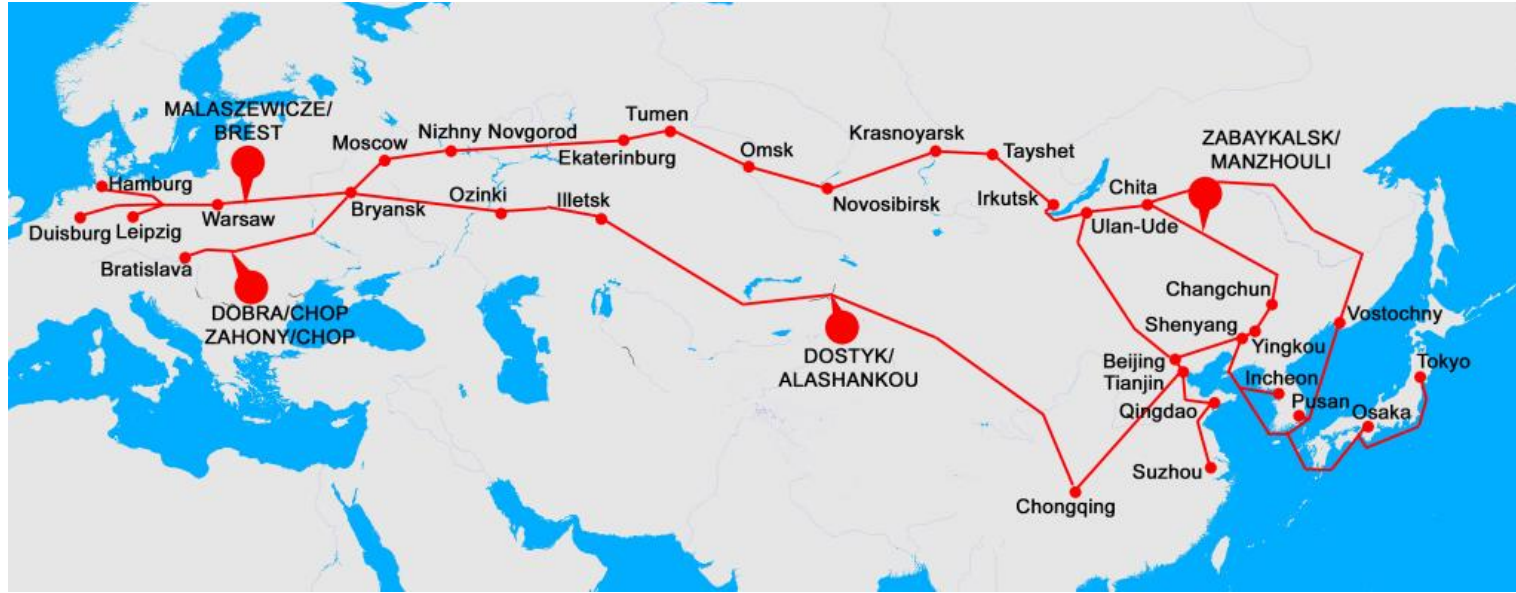 MALASZEWICZE/
BREST
Hamburg
Duisburg
Leipzig
Warsaw
Bratislava
DOBRA/CHOP
ZAHONY/CHOP
Moscow
Bryansk
Nizhny Novgorod
Ozinki
Illetsk
Ekaterinburg
Tumen
Omsk
Novosibirsk
Krasnoyarsk
Tayshet
Irkutsk
Ulan-Ude
Chita
ZABAYKALSK/
MANZHOULI
DOSTYK/
ALASHANKOU
Changchun
Shenyang
Yingkou
Vostochny
Beijing
Tianjin
Incheon
Pusan
Tokyo
Osaka
Qingdao
Suzhou
Chongqing